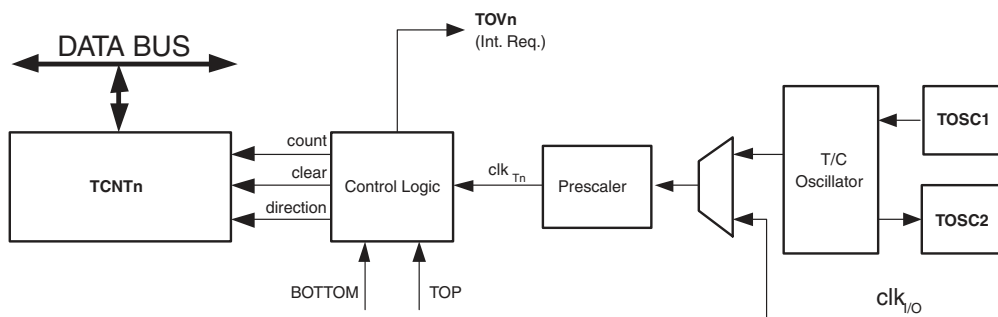 TOVn
(Int. Req.)
DATA BUS
TCNTn
count
clear
direction
Control Logic
clk Tn
Prescaler
T/C
Oscillator
TOSC1
TOSC2
BOTTOM
TOP
clk I/O